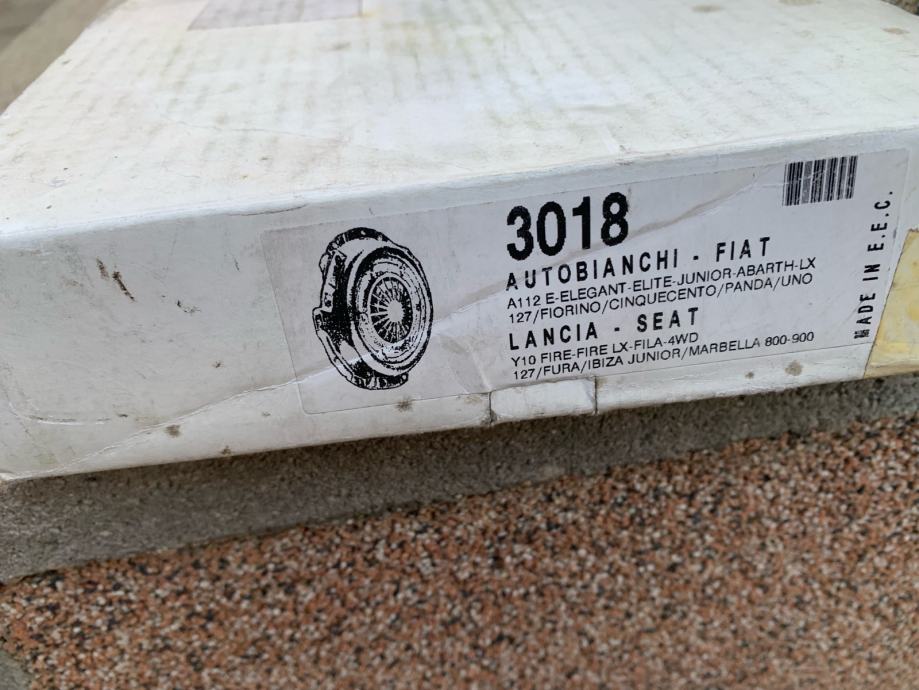 3018
AUTOBIANCHI - FIAT
A112 E-ELEGANT-ELITE-JUNIOR-ABARTH-LX
127/FIORINO/CINQUECENTO/PANDA/UNO
LANCIA - SEAT
Y10 FIRE-FIRE LX-FILA-4WD
127/FURA/IBIZA JUNIOR/MARBELLA 800-900
MADE IN E.E.C.